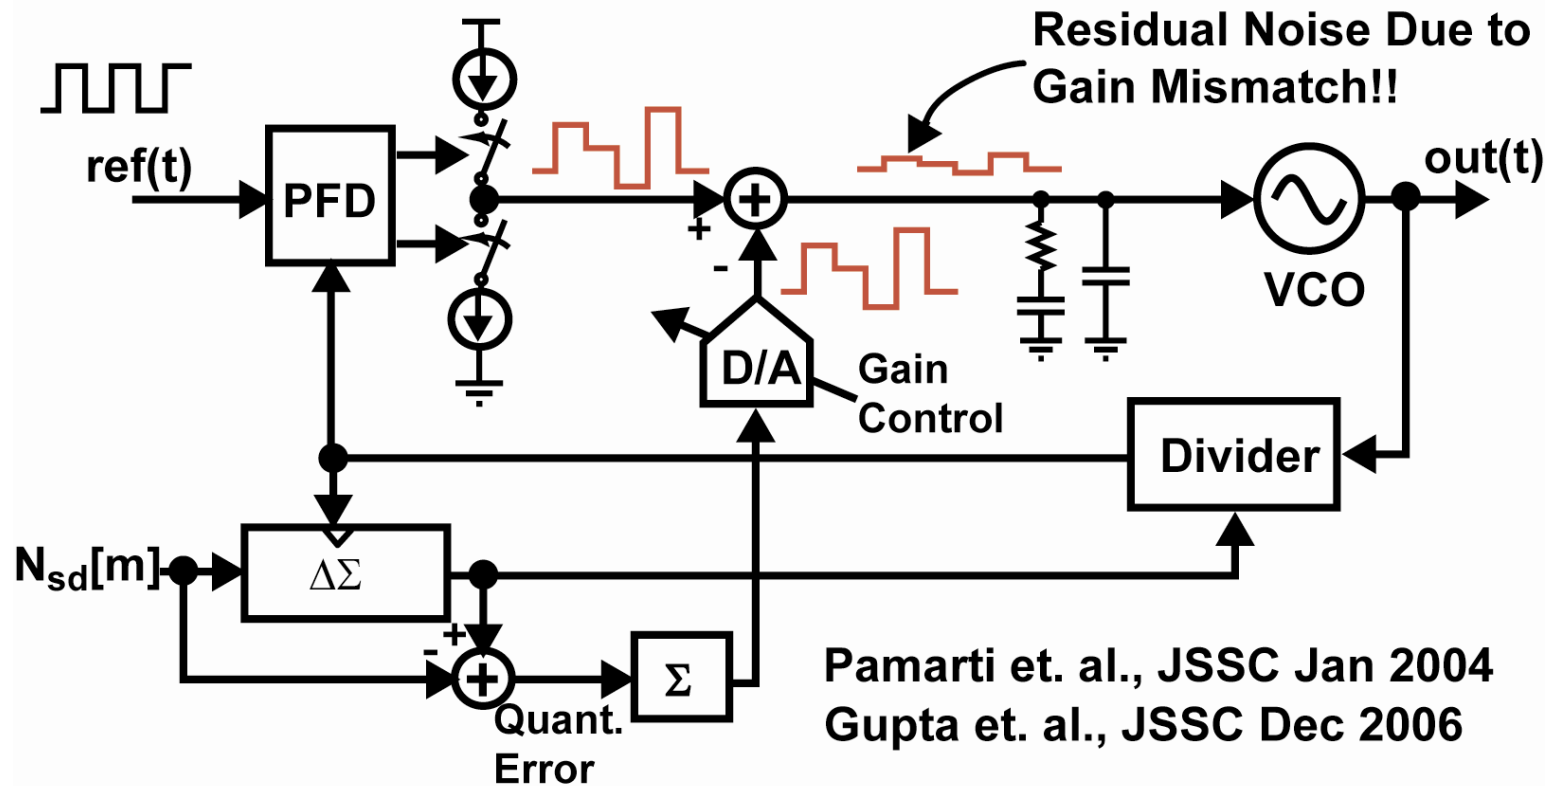 Residual Noise Due to
Gain Mismatch!!
ref(t)
PFD
+
+
-
out(t)
VCO
D/A
Gain
Control
Divider
Nsd[m]
ΔΣ
+
-
+
Σ
Quant.
Error
Pamarti et. al., JSSC Jan 2004
Gupta et. al., JSSC Dec 2006